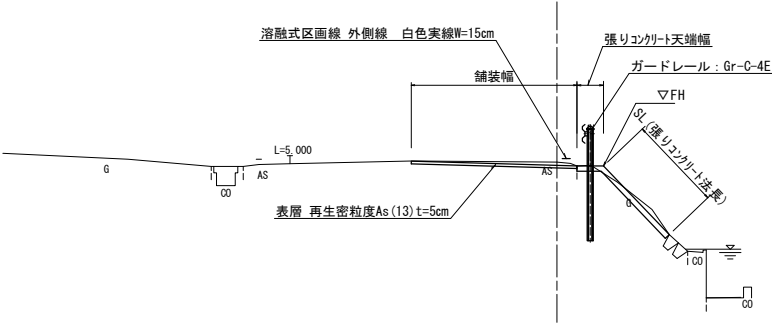 溶融式区画線 外側線　白色実線W=15cm
張りコンクリート天端幅
ガードレール：Gr-C-4E
舗装幅
▽FH
SL(張りコンクリート法長)
L=5.000
G
AS
AS
CO
G
表層 再生密粒度As(13)t=5cm
CO
CO